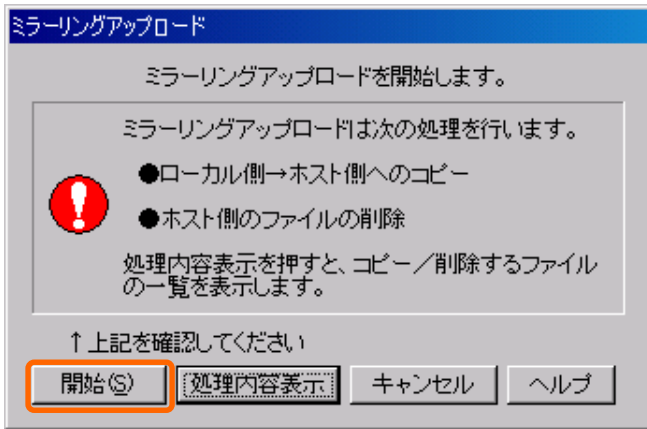 ミラーリングアップロード
ミラーリングアップロードを開始します。
ミラーリングアップロードは次の処理を行います。
●ローカル側→ホスト側へのコピー
●ホスト側のファイルの削除
処理内容表示を押すと、コピー／削除するファイル
の一覧を表示します。
↑上記を確認してください
開始(S) 処理内容表示 キャンセル ヘルプ